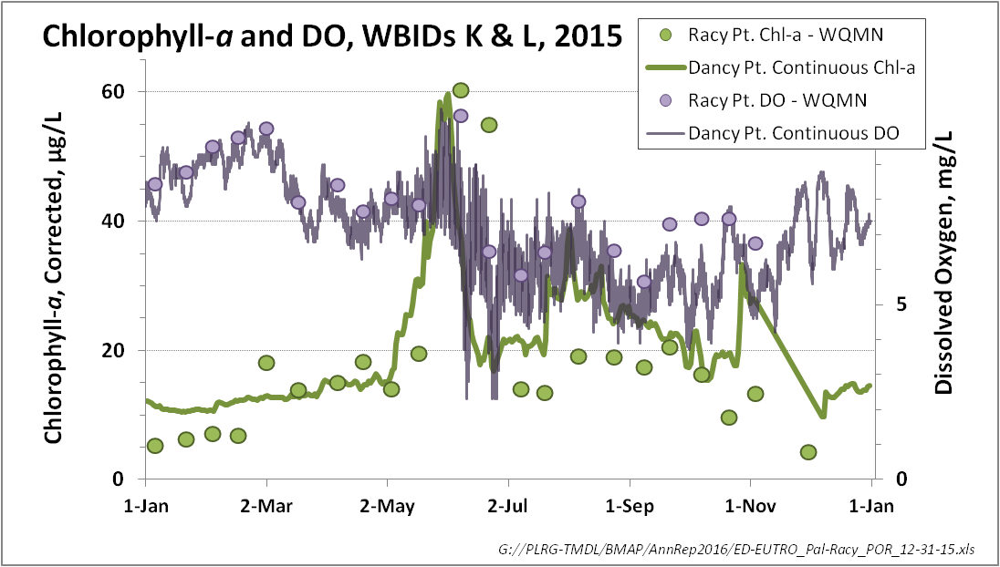 Chlorophyll-a and DO, WBIDs K & L, 2015
Racy Pt. Chl-a - WQMN
Dancy Pt. Continuous Chl-a
Racy Pt. DO - WQMN
Dancy Pt. Continuous DO
Chlorophyll-a, Corrected, µg/L
60
40
20
0
Dissolved Oxygen, mg/L
5
0
1-Jan
2-Mar
2-May
2-Jul
1-Sep
1-Nov
1-Jan
G://PLRG-TMDL/BMAP/AnnRep2016/ED-EUTRO_Pal-Racy_POR_12-31-15.xls